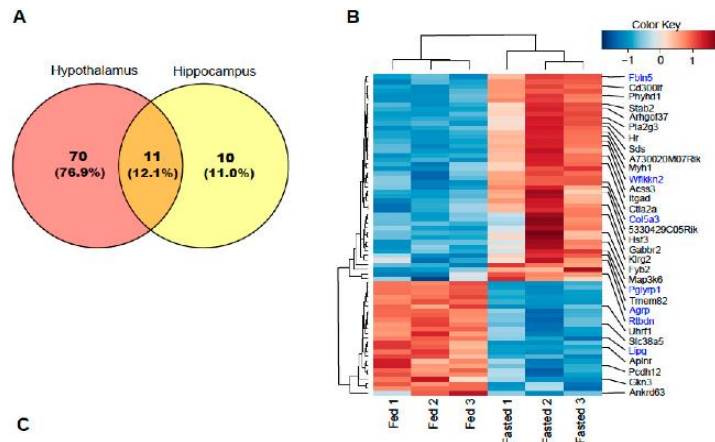 A
Hypothalamus Hippocampus
70
(76.9%)
11
(12.1%)
10
(11.0%)
B
Color Key
−1 0 1
Fbln5
Cd300lf
Phyhd1
Stab2
Arhgef37
Pla2g3
Hr
Sds
A730020M07Rik
Myh1
Wfikkn2
Acss3
Itgad
Ctla2a
Col5a3
5330429C05Rik
Hsf3
Gabbr2
Klrg2
Fyb2
Map3k6
Pglyrp1
Tmem82
Agrp
Rtbdn
Uhrf1
Slc38a5
Lipg
Aplnr
Pcdh12
Gkn3
Ankrd63
Fed 1
Fed 2
Fed 3
Fasted 1
Fasted 2
Fasted 3
C